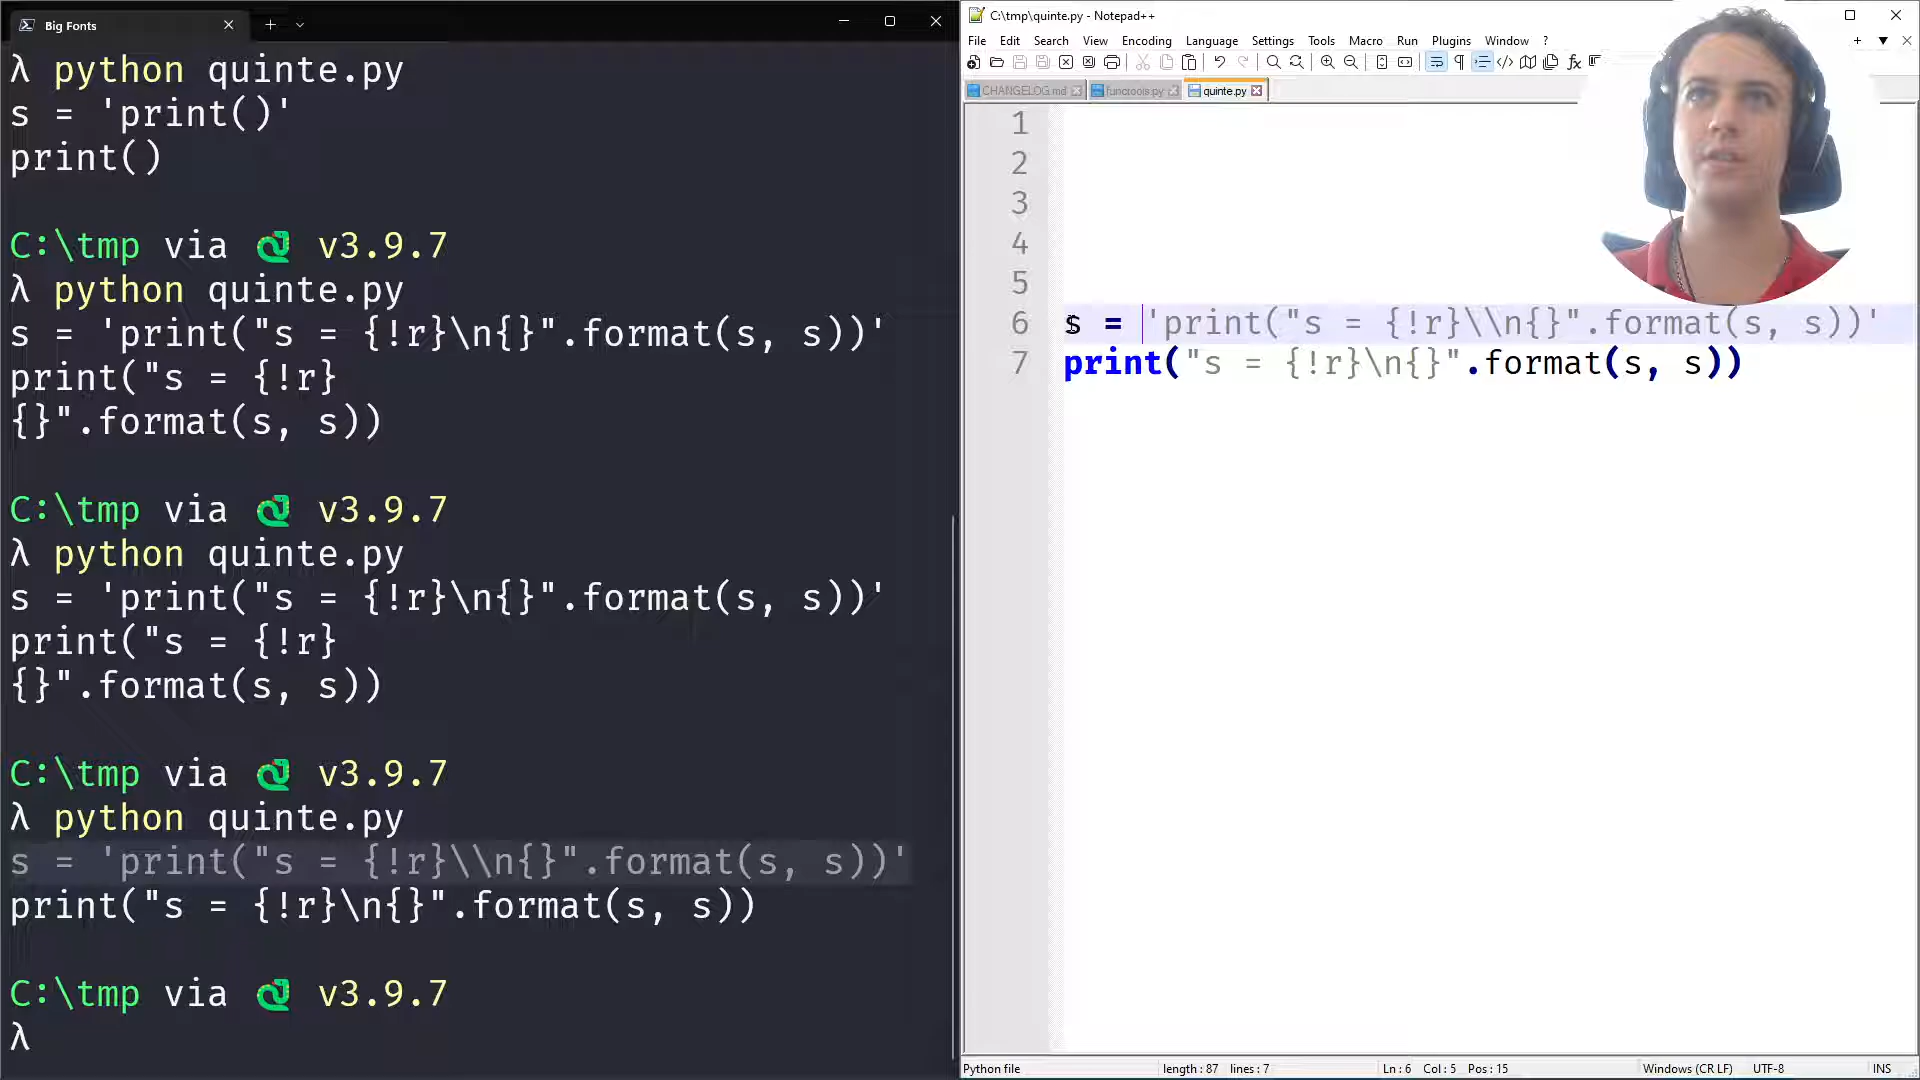 Big Fonts
λ python quinte.py
s = 'print()'
print()
C:\tmp via v3.9.7
λ python quinte.py
s = 'print("s = {!r}\n{}".format(s, s))'
print("s = {!r}
{}".format(s, s))
C:\tmp via v3.9.7
λ python quinte.py
s = 'print("s = {!r}\n{}".format(s, s))'
print("s = {!r}
{}".format(s, s))
C:\tmp via v3.9.7
λ python quinte.py
s = 'print("s = {!r}\\n{}".format(s, s))'
print("s = {!r}\n{}".format(s, s))
C:\tmp via v3.9.7
λ
C:\tmp\quinte.py - Notepad++
File Edit Search View Encoding Language Settings Tools Macro Run Plugins Window ?
CHANGELOG.md functools.py quinte.py
1
2
3
4
5
6 s = 'print("s = {!r}\\n{}".format(s, s))'
7 print("s = {!r}\n{}".format(s, s))
Python file length : 87 lines : 7 Ln : 6 Col : 5 Pos : 15 Windows (CR LF) UTF-8 INS